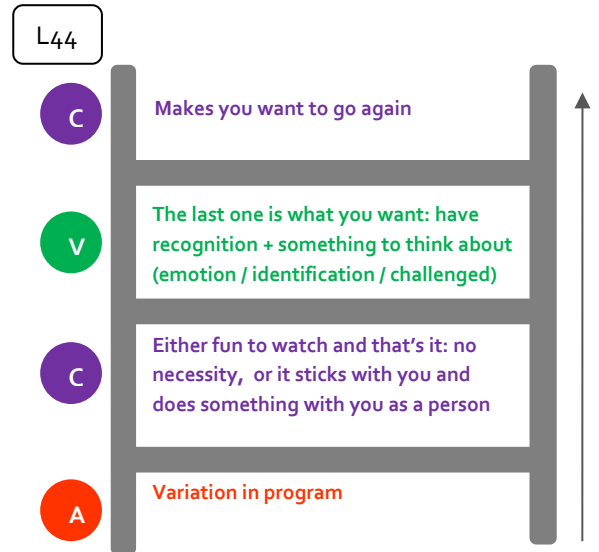 L44
C
Makes you want to go again
V
The last one is what you want: have
recognition + something to think about
(emotion / identification / challenged)
C
Either fun to watch and that's it: no
necessity, or it sticks with you and
does something with you as a person
A
Variation in program